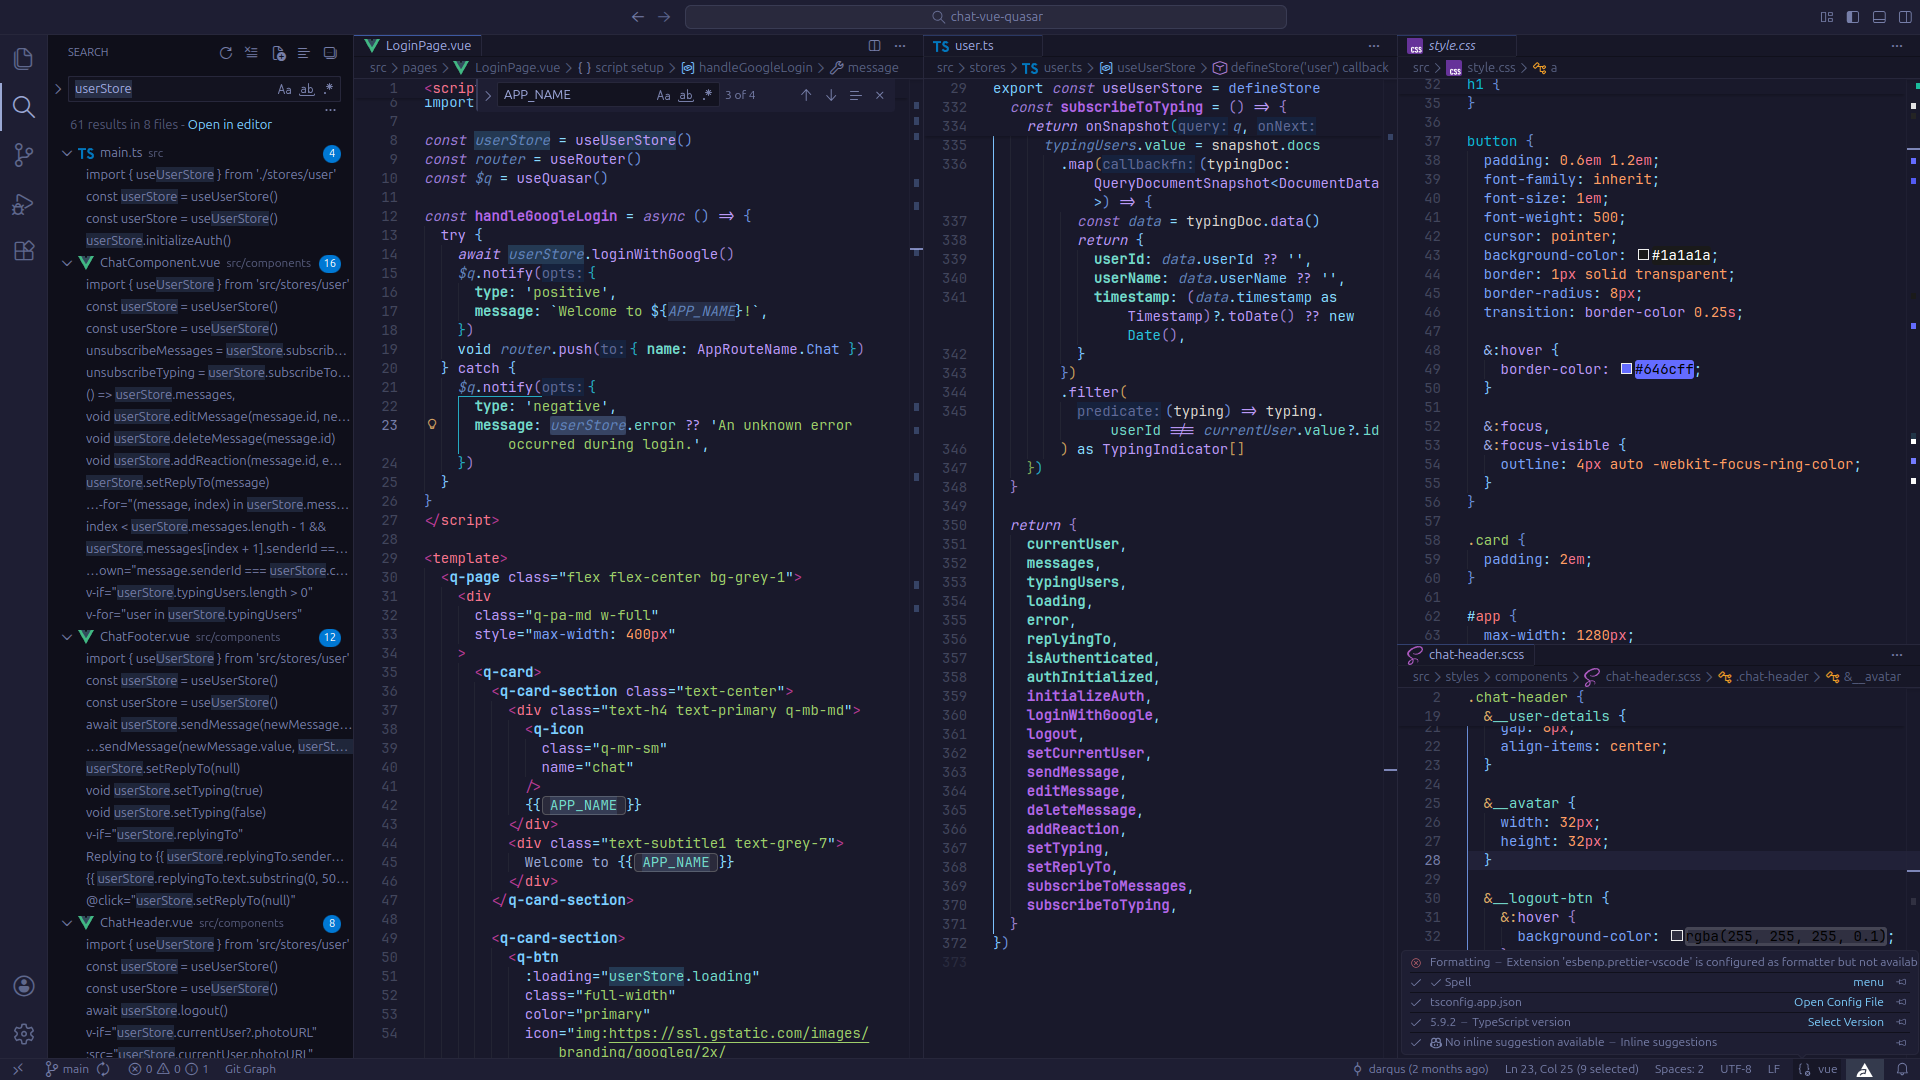 chat-vue-quasar
SEARCH
userStore
Aa ab .*
61 results in 8 files - Open in editor
TS main.ts src 4
import { useUserStore } from './stores/user'
const userStore = useUserStore()
const userStore = useUserStore()
userStore.initializeAuth()
ChatComponent.vue src/components 16
import { useUserStore } from 'src/stores/user'
const userStore = useUserStore()
const userStore = useUserStore()
unsubscribeMessages = userStore.subscrib...
unsubscribeTyping = userStore.subscribeTo...
() => userStore.messages,
void userStore.editMessage(message.id, ne...
void userStore.deleteMessage(message.id)
void userStore.addReaction(message.id, e...
userStore.setReplyTo(message)
...-for="(message, index) in userStore.mess...
index < userStore.messages.length - 1 &&
userStore.messages[index + 1].senderId ==...
...own="message.senderId === userStore.c...
v-if="userStore.typingUsers.length > 0"
v-for="user in userStore.typingUsers"
ChatFooter.vue src/components 12
import { useUserStore } from 'src/stores/user'
const userStore = useUserStore()
const userStore = useUserStore()
await userStore.sendMessage(newMessage...
...sendMessage(newMessage.value, userSt...
userStore.setReplyTo(null)
void userStore.setTyping(true)
void userStore.setTyping(false)
v-if="userStore.replyingTo"
Replying to {{ userStore.replyingTo.sender...
{{ userStore.replyingTo.text.substring(0, 50...
@click="userStore.setReplyTo(null)"
ChatHeader.vue src/components 8
import { useUserStore } from 'src/stores/user'
const userStore = useUserStore()
const userStore = useUserStore()
await userStore.logout()
v-if="userStore.currentUser?.photoURL"
:src="userStore.currentUser.photoURL"
LoginPage.vue
src > pages > LoginPage.vue > { } script setup > handleGoogleLogin > message
APP_NAME Aa ab .* 3 of 4
1 <script
6 import
7
8 const userStore = useUserStore()
9 const router = useRouter()
10 const $q = useQuasar()
11
12 const handleGoogleLogin = async () => {
13 try {
14 await userStore.loginWithGoogle()
15 $q.notify(opts: {
16 type: 'positive',
17 message: `Welcome to ${APP_NAME}!`,
18 })
19 void router.push(to: { name: AppRouteName.Chat })
20 } catch {
21 $q.notify(opts: {
22 type: 'negative',
23 message: userStore.error ?? 'An unknown error
occurred during login.',
24 })
25 }
26 }
27 </script>
28
29 <template>
30 <q-page class="flex flex-center bg-grey-1">
31 <div
32 class="q-pa-md w-full"
33 style="max-width: 400px"
34 >
35 <q-card>
36 <q-card-section class="text-center">
37 <div class="text-h4 text-primary q-mb-md">
38 <q-icon
39 class="q-mr-sm"
40 name="chat"
41 />
42 {{ APP_NAME }}
43 </div>
44 <div class="text-subtitle1 text-grey-7">
45 Welcome to {{ APP_NAME }}
46 </div>
47 </q-card-section>
48
49 <q-card-section>
50 <q-btn
51 :loading="userStore.loading"
52 class="full-width"
53 color="primary"
54 icon="img:https://ssl.gstatic.com/images/
branding/googleg/2x/
TS user.ts
src > stores > TS user.ts > useUserStore > defineStore('user') callback
29 export const useUserStore = defineStore
332 const subscribeToTyping = () => {
334 return onSnapshot(query: q, onNext:
335 typingUsers.value = snapshot.docs
336 .map(callbackfn: (typingDoc:
QueryDocumentSnapshot<DocumentData
>) => {
337 const data = typingDoc.data()
338 return {
339 userId: data.userId ?? '',
340 userName: data.userName ?? '',
341 timestamp: (data.timestamp as
Timestamp)?.toDate() ?? new
Date(),
342 }
343 })
344 .filter(
345 predicate: (typing) => typing.
userId !== currentUser.value?.id
346 ) as TypingIndicator[]
347 })
348 }
349
350 return {
351 currentUser,
352 messages,
353 typingUsers,
354 loading,
355 error,
356 replyingTo,
357 isAuthenticated,
358 authInitialized,
359 initializeAuth,
360 loginWithGoogle,
361 logout,
362 setCurrentUser,
363 sendMessage,
364 editMessage,
365 deleteMessage,
366 addReaction,
367 setTyping,
368 setReplyTo,
369 subscribeToMessages,
370 subscribeToTyping,
371 }
372 })
373
style.css
src > style.css > a
32 h1 {
35 }
36
37 button {
38 padding: 0.6em 1.2em;
39 font-family: inherit;
40 font-size: 1em;
41 font-weight: 500;
42 cursor: pointer;
43 background-color: #1a1a1a;
44 border: 1px solid transparent;
45 border-radius: 8px;
46 transition: border-color 0.25s;
47
48 &:hover {
49 border-color: #646cff;
50 }
51
52 &:focus,
53 &:focus-visible {
54 outline: 4px auto -webkit-focus-ring-color;
55 }
56 }
57
58 .card {
59 padding: 2em;
60 }
61
62 #app {
63 max-width: 1280px;
chat-header.scss
src > styles > components > chat-header.scss > .chat-header > &__avatar
2 .chat-header {
19 &__user-details {
21 gap: 8px;
22 align-items: center;
23 }
24
25 &__avatar {
26 width: 32px;
27 height: 32px;
28 }
29
30 &__logout-btn {
31 &:hover {
32 background-color: rgba(255, 255, 255, 0.1);
Formatting – Extension 'esbenp.prettier-vscode' is configured as formatter but not availab
Spell menu
tsconfig.app.json Open Config File
5.9.2 – TypeScript version Select Version
No inline suggestion available – Inline suggestions
main 0 0 1 Git Graph
darqus (2 months ago) Ln 23, Col 25 (9 selected) Spaces: 2 UTF-8 LF { } vue